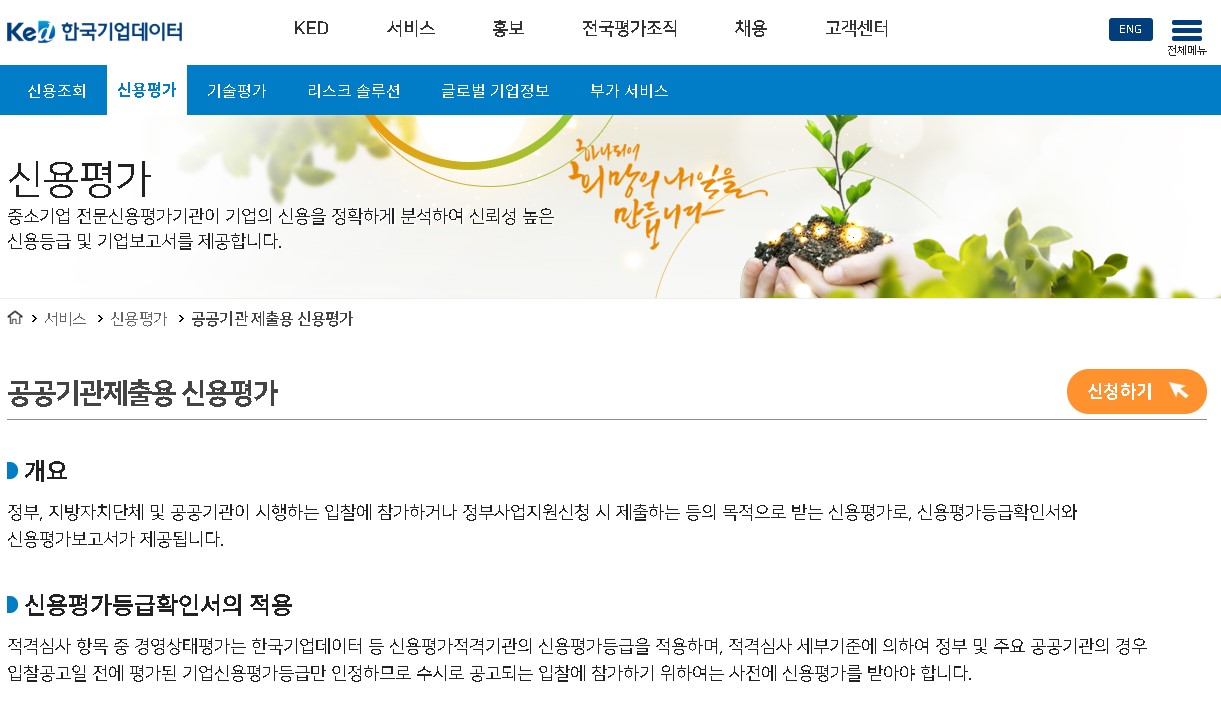 KED 한국기업데이터
KED 서비스 홍보 전국평가조직 채용 고객센터
ENG
전체메뉴
신용조회 신용평가 기술평가 리스크 솔루션 글로벌 기업정보 부가 서비스
하나되어
희망의 내일을
만듭니다
신용평가
중소기업 전문신용평가기관이 기업의 신용을 정확하게 분석하여 신뢰성 높은
신용등급 및 기업보고서를 제공합니다.
서비스 > 신용평가 > 공공기관 제출용 신용평가
공공기관제출용 신용평가
신청하기
개요
정부, 지방자치단체 및 공공기관이 시행하는 입찰에 참가하거나 정부사업지원신청 시 제출하는 등의 목적으로 받는 신용평가로, 신용평가등급확인서와
신용평가보고서가 제공됩니다.
신용평가등급확인서의 적용
적격심사 항목 중 경영상태평가는 한국기업데이터 등 신용평가적격기관의 신용평가등급을 적용하며, 적격심사 세부기준에 의하여 정부 및 주요 공공기관의 경우
입찰공고일 전에 평가된 기업신용평가등급만 인정하므로 수시로 공고되는 입찰에 참가하기 위하여는 사전에 신용평가를 받아야 합니다.